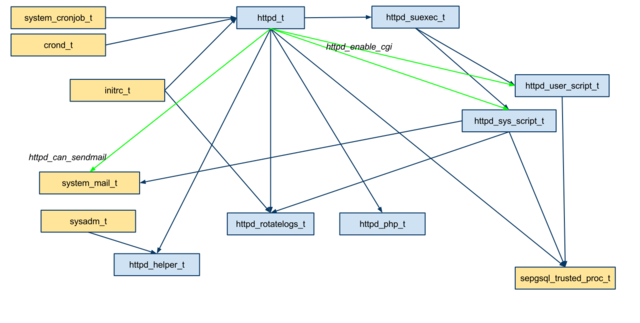 system_cronjob_t
httpd_t
httpd_suexec_t
crond_t
httpd_enable_cgi
initrc_t
httpd_user_script_t
httpd_sys_script_t
httpd_can_sendmail
system_mail_t
sysadm_t
httpd_rotatelogs_t
httpd_php_t
httpd_helper_t
sepgsql_trusted_proc_t